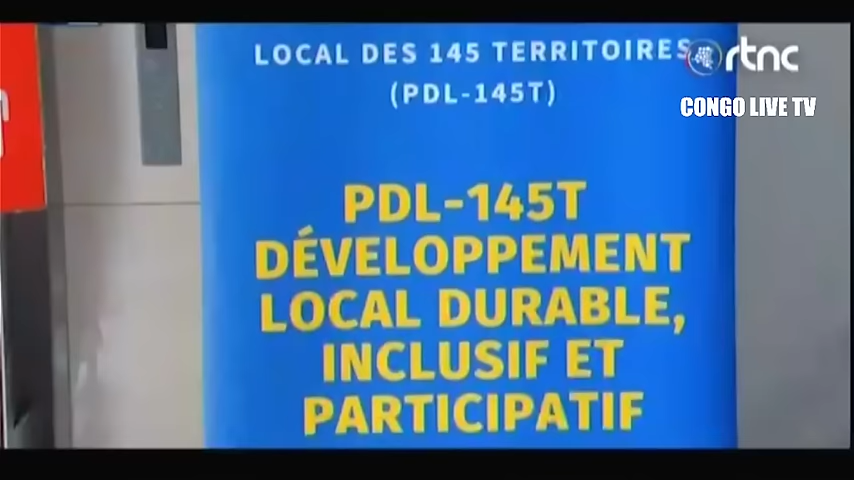 LOCAL DES 145 TERRITOIRES
(PDL-145T)
rtnc
CONGO LIVE TV
PDL-145T
DÉVELOPPEMENT
LOCAL DURABLE,
INCLUSIF ET
PARTICIPATIF